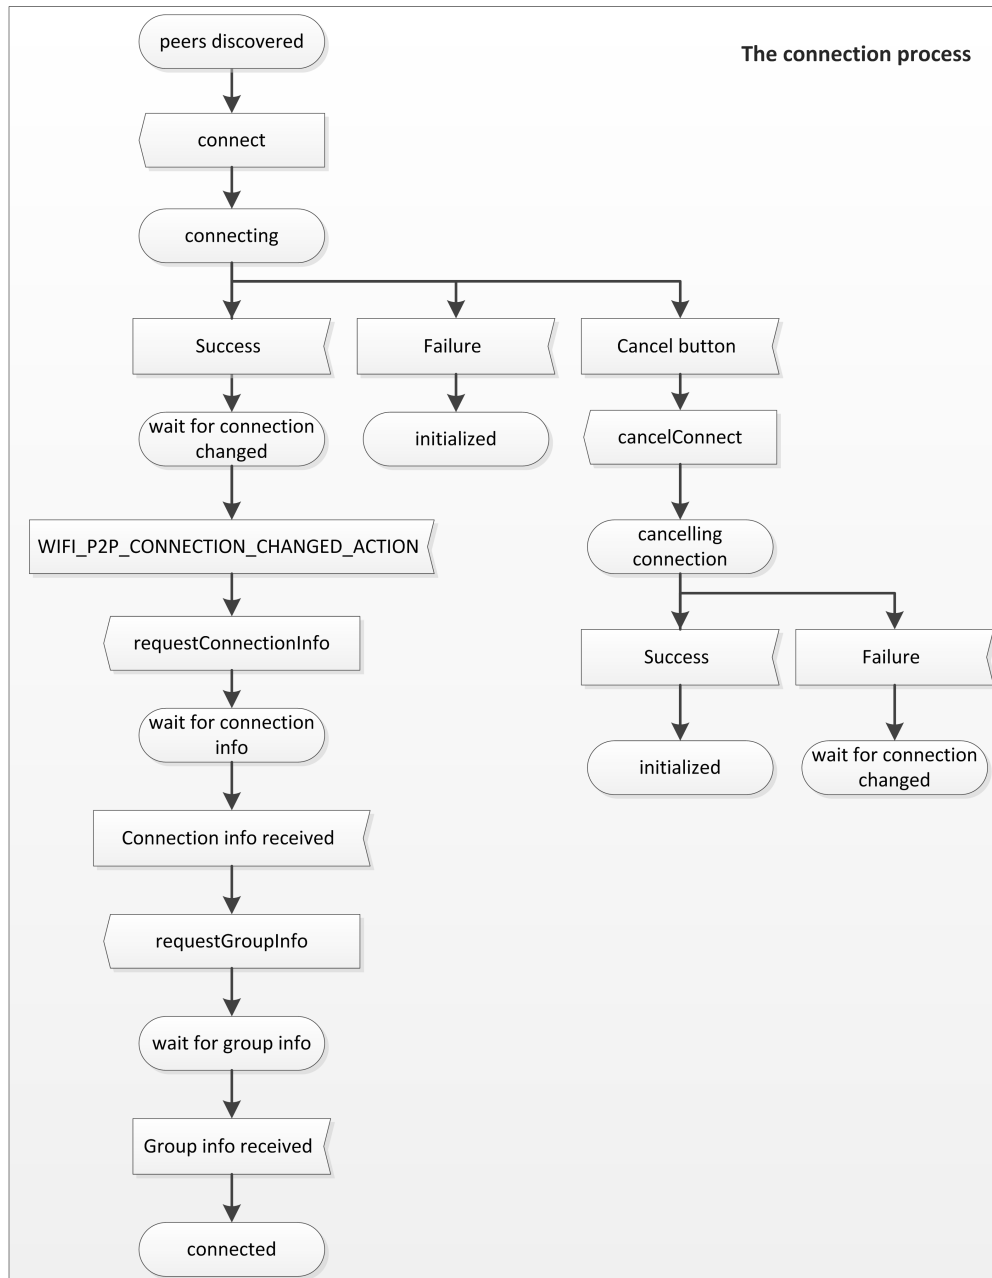 peers discovered
The connection process
connect
connecting
Success
Failure
Cancel button
wait for connection
changed
initialized
cancelConnect
WIFI_P2P_CONNECTION_CHANGED_ACTION
cancelling
connection
requestConnectionInfo
Success
Failure
wait for connection
info
initialized
wait for connection
changed
Connection info received
requestGroupInfo
wait for group info
Group info received
connected